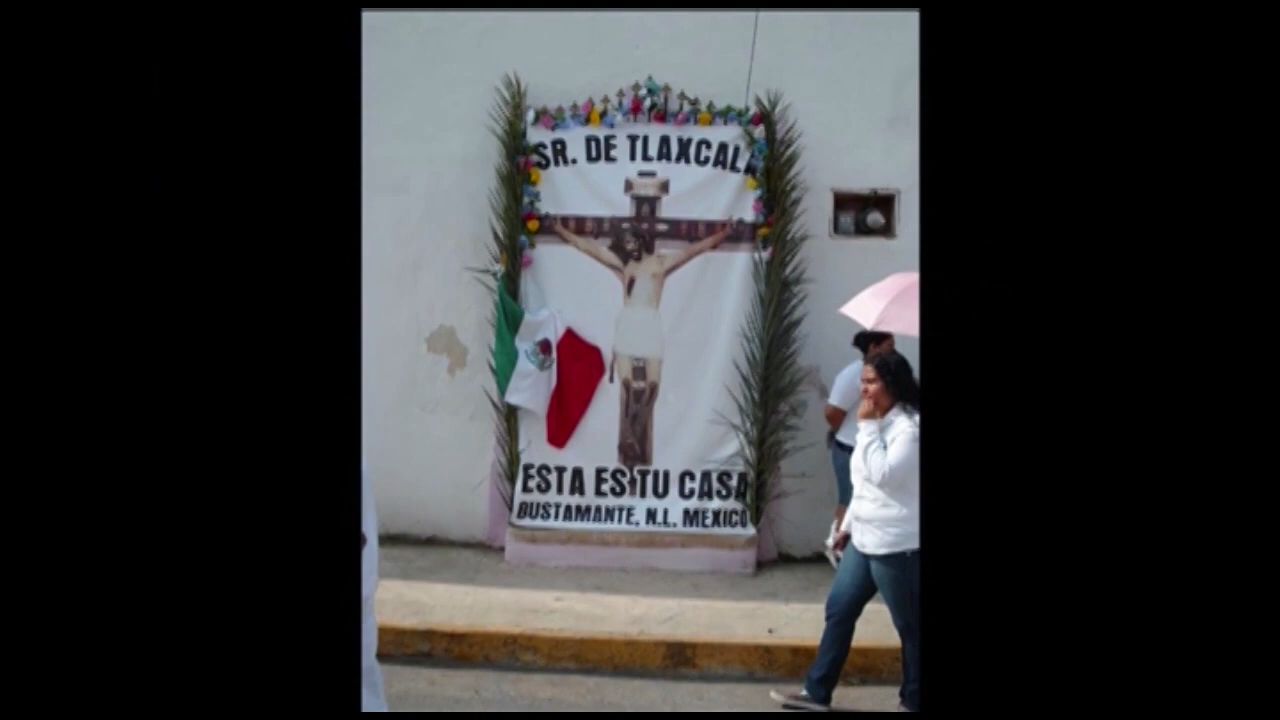 SR. DE TLAXCALA
ESTA ES TU CASA
BUSTAMANTE, N.L. MEXICO